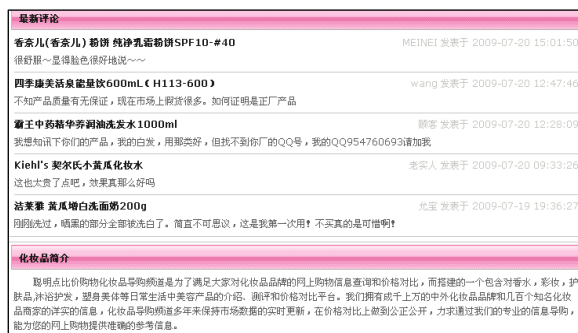 最新评论
香奈儿(香奈儿) 粉饼 纯净乳霜粉饼SPF10-#40 MEINEI 发表于 2009-07-20 15:01:50
很舒服～显得脸色很好地说～～
四季康美活泉能量饮600mL( H113-600) wang 发表于 2009-07-20 12:47:46
不知产品质量有无保证，现在市场上假货很多。如何证明是正厂产品
霸王中药精华养润油洗发水1000ml 顾客 发表于 2009-07-20 12:28:09
我想知讯下你们的产品，我的白发，用那类好，但找不到你厂的QQ号，我的QQ954760693请加我
Kiehl's 契尔氏小黄瓜化妆水 老实人 发表于 2009-07-20 09:33:26
这也太贵了点吧，效果真那么好吗
洁莱雅 黄瓜增白洗面奶200g 尤宝 发表于 2009-07-19 19:36:27
刚刚洗过，晒黑的部分全部被洗白了。简直不可思议，这是我第一次用！不买真的是可惜啊！
化妆品简介
聪明点比价购物化妆品导购频道是为了满足大家对化妆品品牌的网上购物信息查询和价格对比，而搭建的一个包含对香水，彩妆，护
肤品,沐浴护发，塑身美体等日常生活中美容产品的介绍、测评和价格对比平台。我们拥有成千上万的中外化妆品品牌和几百个知名化妆
品商家的详实的信息，化妆品导购频道多年来保持市场数据的实时更新，在价格对比上做到公正公开，力求通过我们的专业的信息导购，
能为您的网上购物提供准确的参考信息。